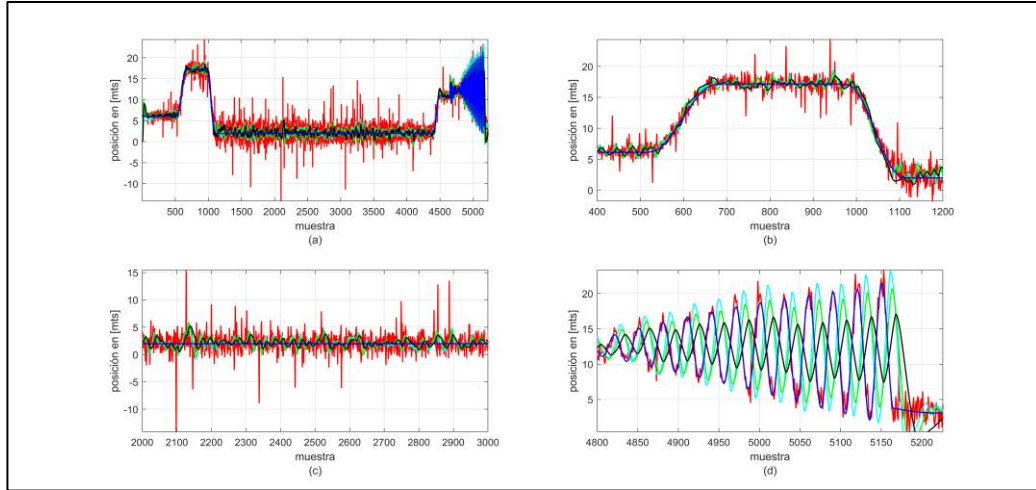 posición en [mts]
20
15
10
5
0
-5
-10
500 1000 1500 2000 2500 3000 3500 4000 4500 5000
muestra
(a)
posición en [mts]
20
15
10
5
0
400 500 600 700 800 900 1000 1100 1200
muestra
(b)
posición en [mts]
15
10
5
0
-5
-10
2000 2100 2200 2300 2400 2500 2600 2700 2800 2900 3000
muestra
(c)
posición en [mts]
20
15
10
5
4800 4850 4900 4950 5000 5050 5100 5150 5200
muestra
(d)